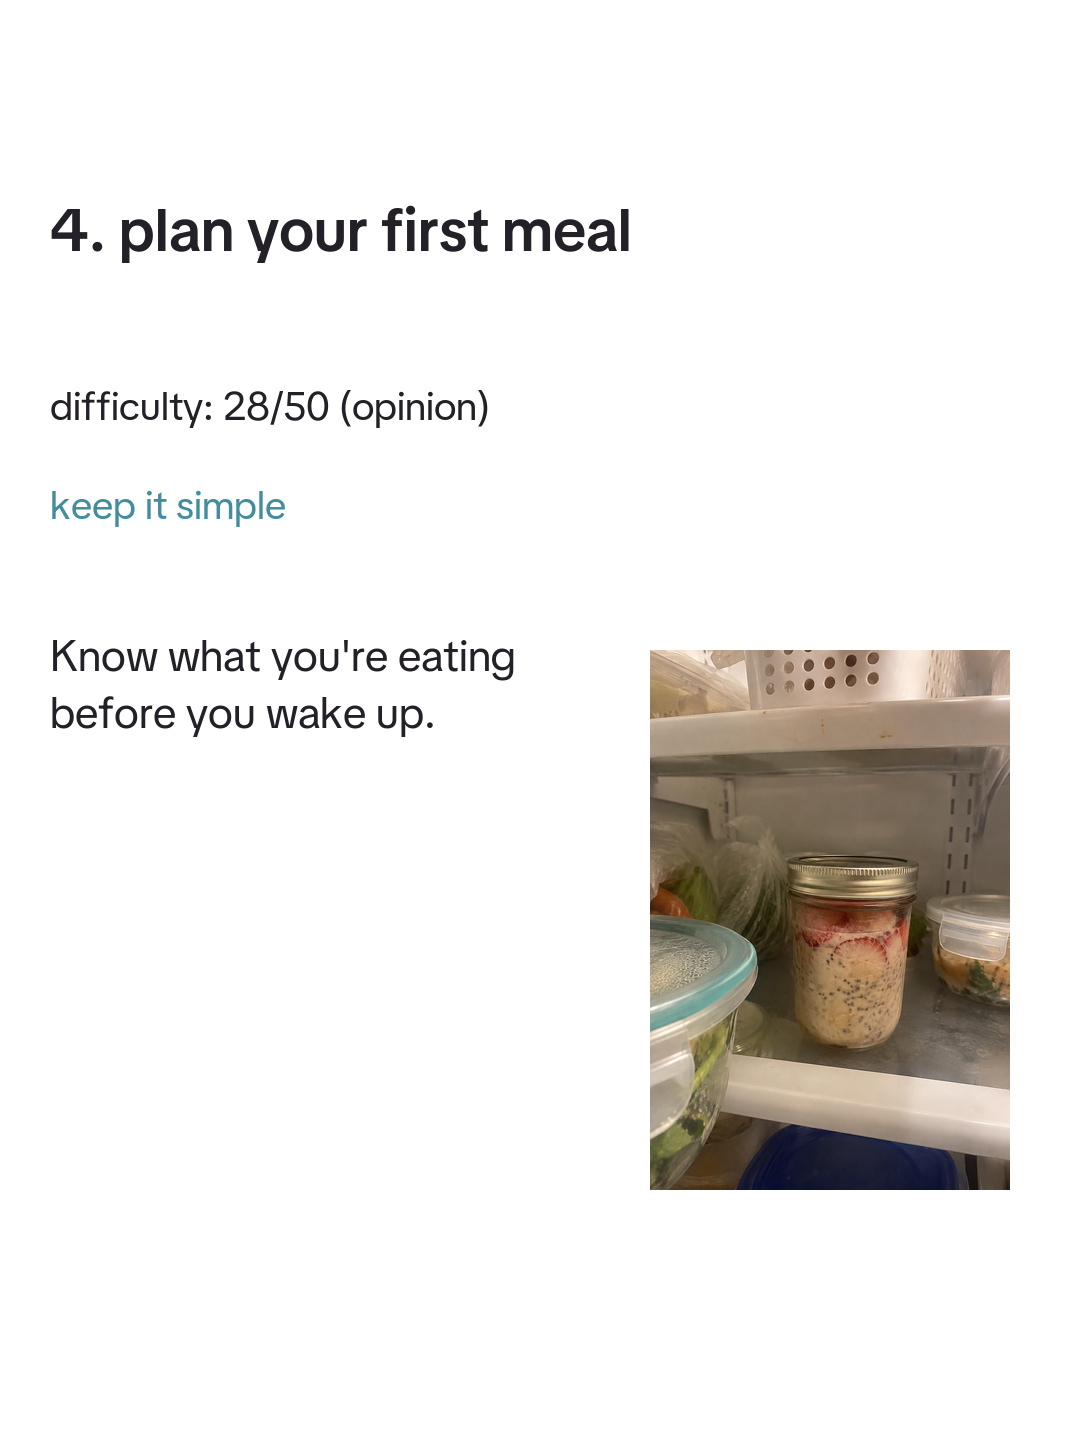 4. plan your first meal
difficulty: 28/50 (opinion)
keep it simple
Know what you're eating
before you wake up.